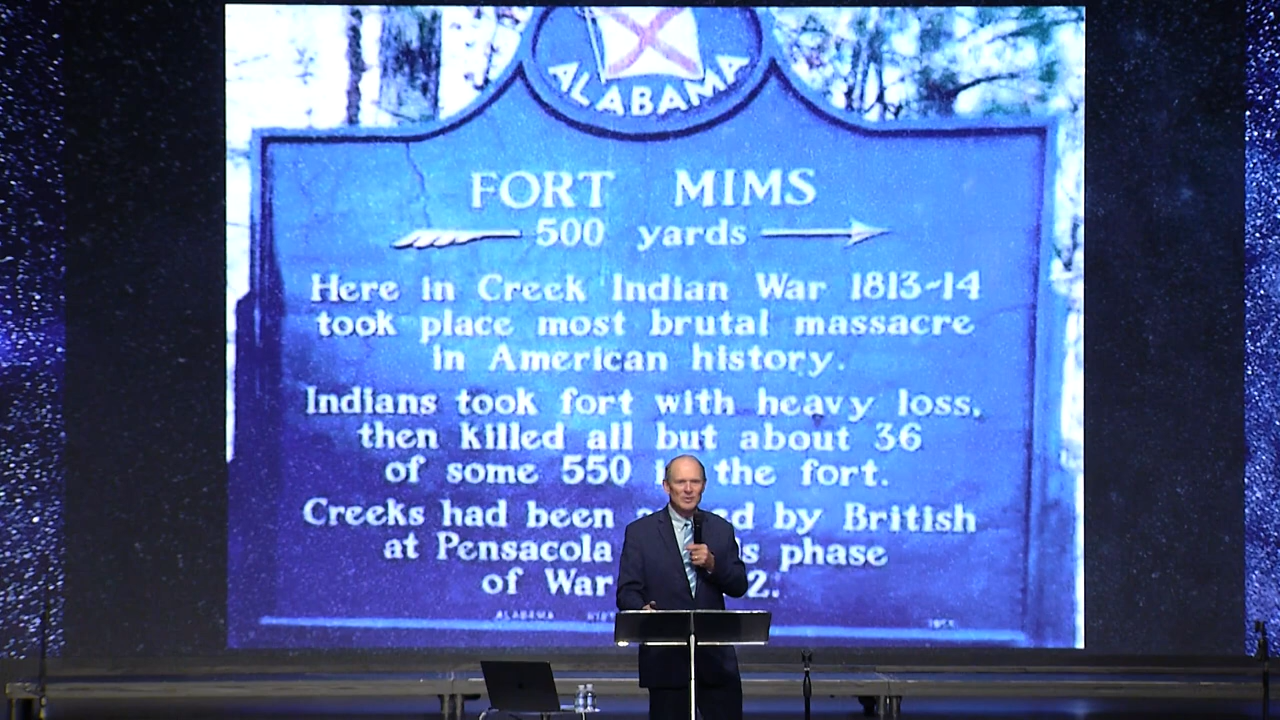 ALABAMA
FORT MIMS
500 yards
Here in Creek Indian War 1813-14
took place most brutal massacre
in American history.
Indians took fort with heavy loss,
then killed all but about 36
of some 550 the fort.
Creeks had been by British
at Pensacola phase
of War 2.
ALABAMA